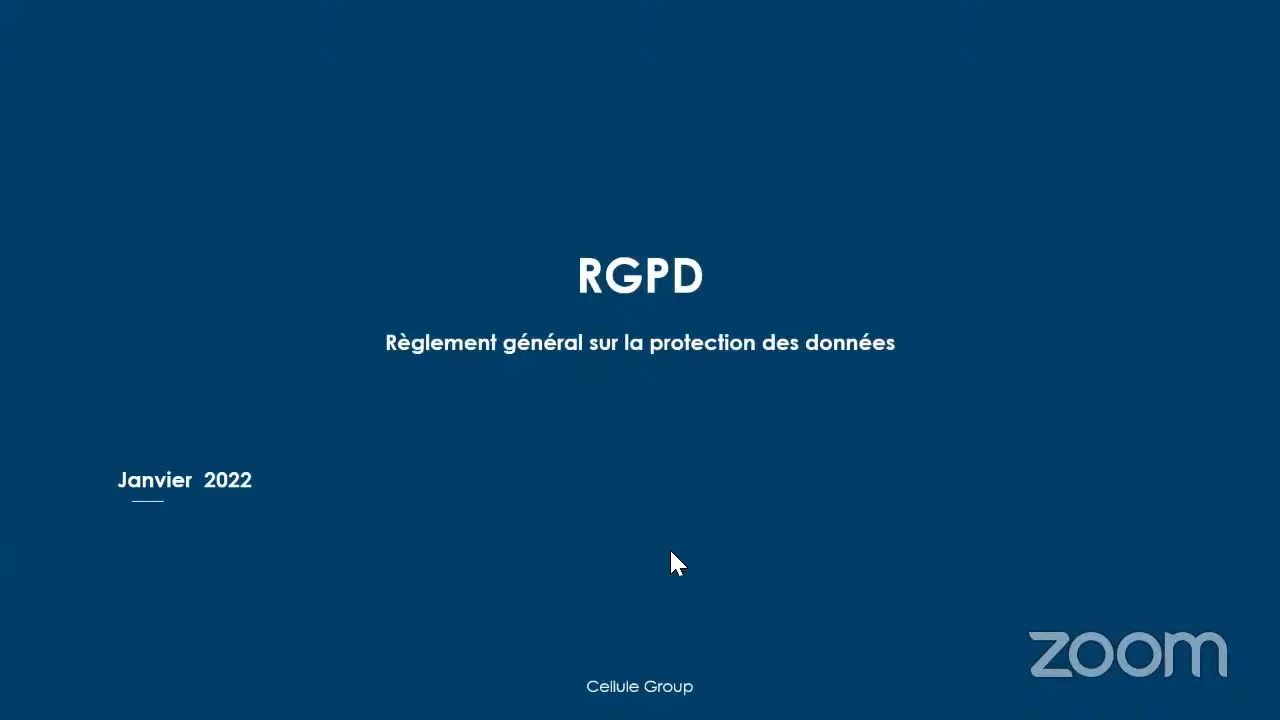 RGPD
Règlement général sur la protection des données
Janvier 2022
zoom
Cellule Group